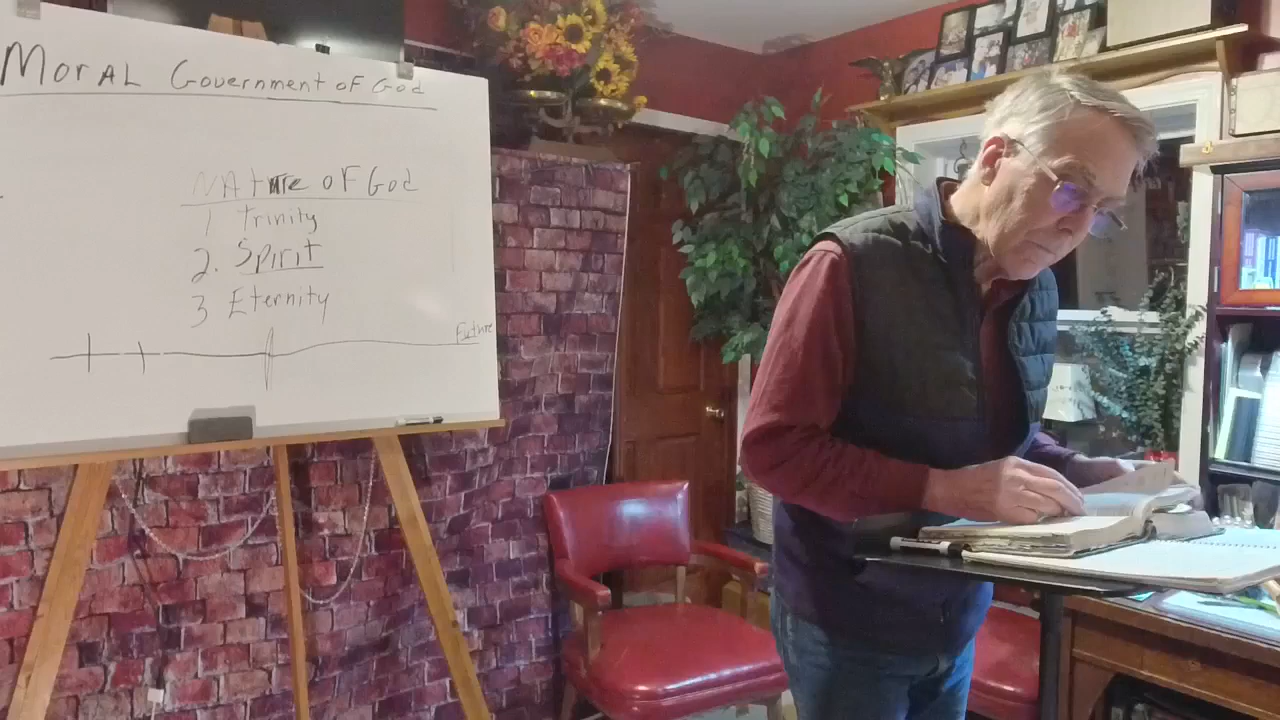 Moral Government of God
Nature of God
1 Trinity
2. Spirit
3 Eternity
Future